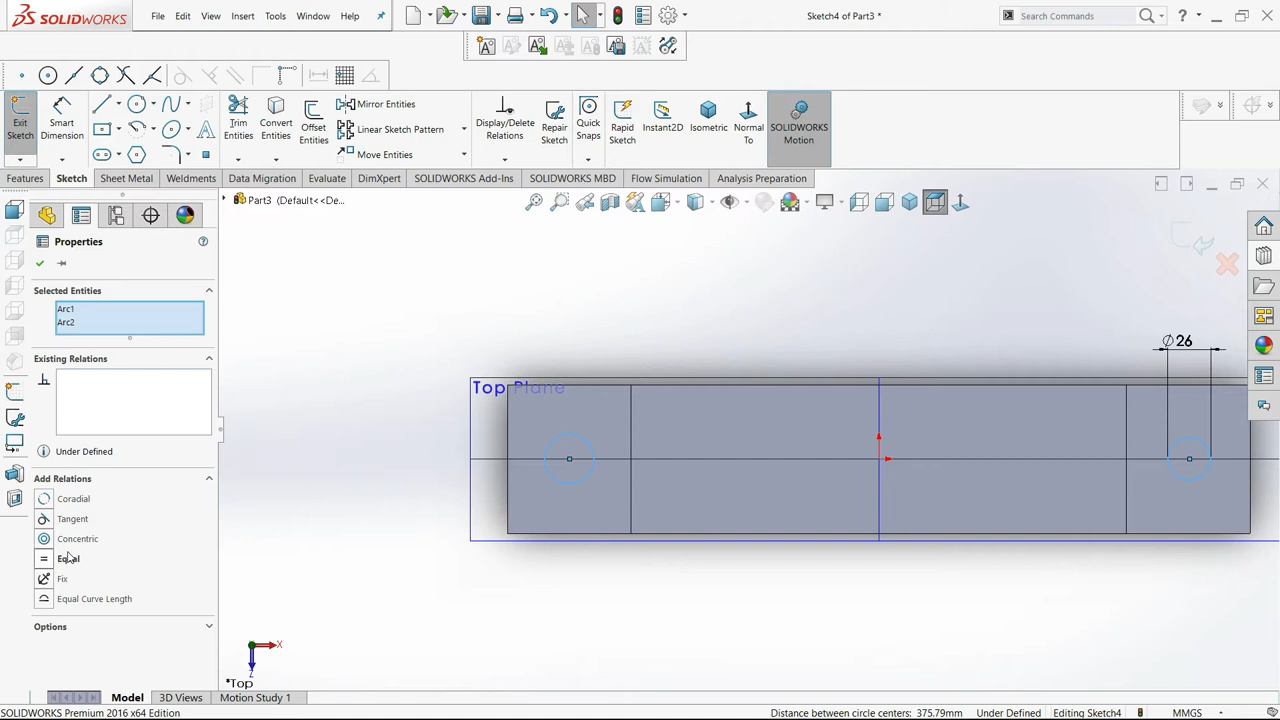 SOLIDWORKS File Edit View Insert Tools Window Help Sketch4 of Part3 * Search Commands ?
Exit Sketch
Smart Dimension
Trim Entities
Convert Entities
Offset Entities
Mirror Entities
Linear Sketch Pattern
Move Entities
Display/Delete Relations
Repair Sketch
Quick Snaps
Rapid Sketch
Instant2D
Isometric
Normal To
SOLIDWORKS Motion
Features Sketch Sheet Metal Weldments Data Migration Evaluate DimXpert SOLIDWORKS Add-Ins SOLIDWORKS MBD Flow Simulation Analysis Preparation
Part3 (Default<<De...
Properties
Selected Entities
Arc1
Arc2
Existing Relations
Under Defined
Add Relations
Coradial
Tangent
Concentric
Equal
Fix
Equal Curve Length
Options
Top Plane
∅26
X
Z
*Top
Model 3D Views Motion Study 1
SOLIDWORKS Premium 2016 x64 Edition Distance between circle centers: 375.79mm Under Defined Editing Sketch4 MMGS